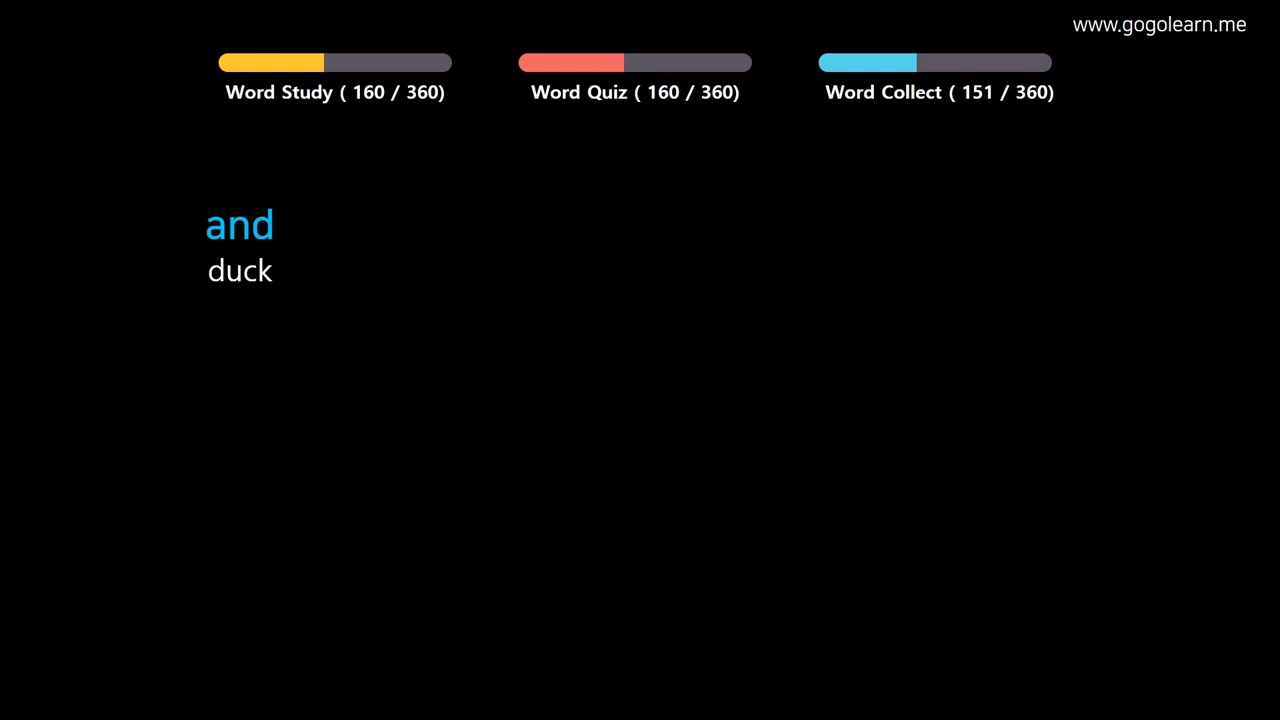 www.gogolearn.me
Word Study ( 160 / 360)
Word Quiz ( 160 / 360)
Word Collect ( 151 / 360)
and
duck